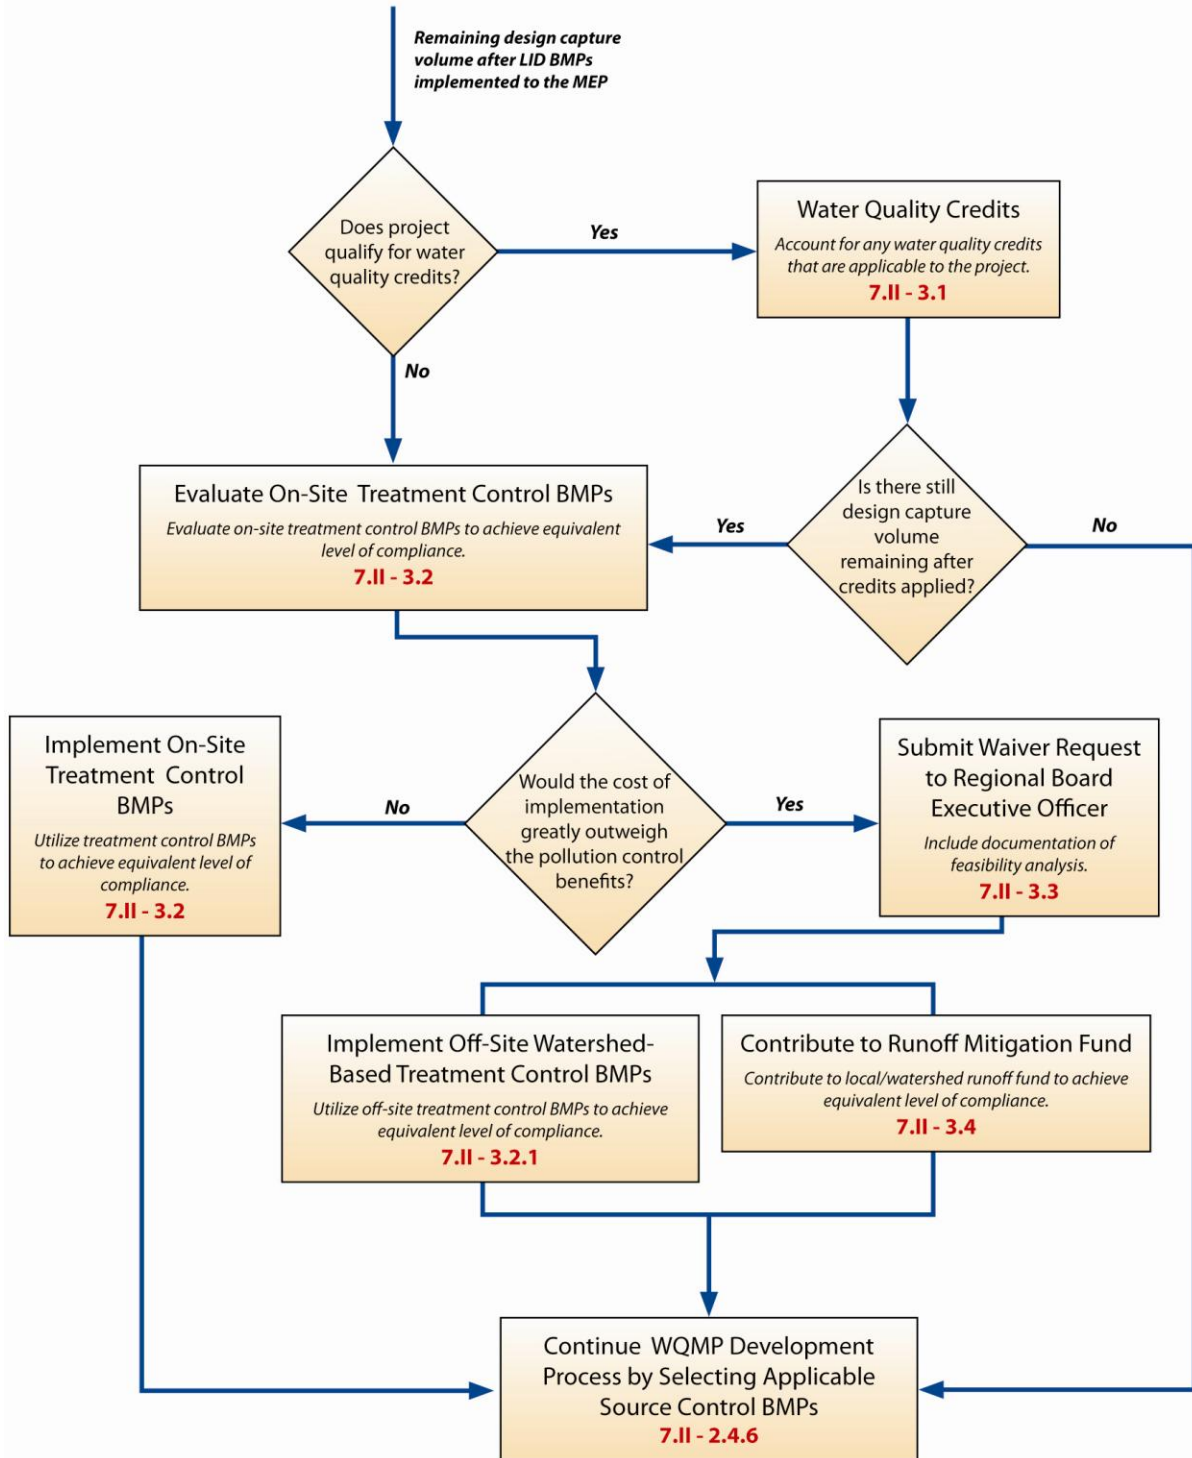 Remaining design capture
volume after LID BMPs
implemented to the MEP
Does project
qualify for water
quality credits?
Yes
Water Quality Credits
Account for any water quality credits
that are applicable to the project.
7.II - 3.1
No
Evaluate On-Site Treatment Control BMPs
Evaluate on-site treatment control BMPs to achieve equivalent
level of compliance.
7.II - 3.2
Yes
Is there still
design capture
volume
remaining after
credits applied?
No
Implement On-Site
Treatment Control
BMPs
Utilize treatment control BMPs
to achieve equivalent level of
compliance.
7.II - 3.2
No
Would the cost of
implementation
greatly outweigh
the pollution control
benefits?
Yes
Submit Waiver Request
to Regional Board
Executive Officer
Include documentation of
feasibility analysis.
7.II - 3.3
Implement Off-Site Watershed-
Based Treatment Control BMPs
Utilize off-site treatment control BMPs to achieve
equivalent level of compliance.
7.II - 3.2.1
Contribute to Runoff Mitigation Fund
Contribute to local/watershed runoff fund to achieve
equivalent level of compliance.
7.II - 3.4
Continue WQMP Development
Process by Selecting Applicable
Source Control BMPs
7.II - 2.4.6